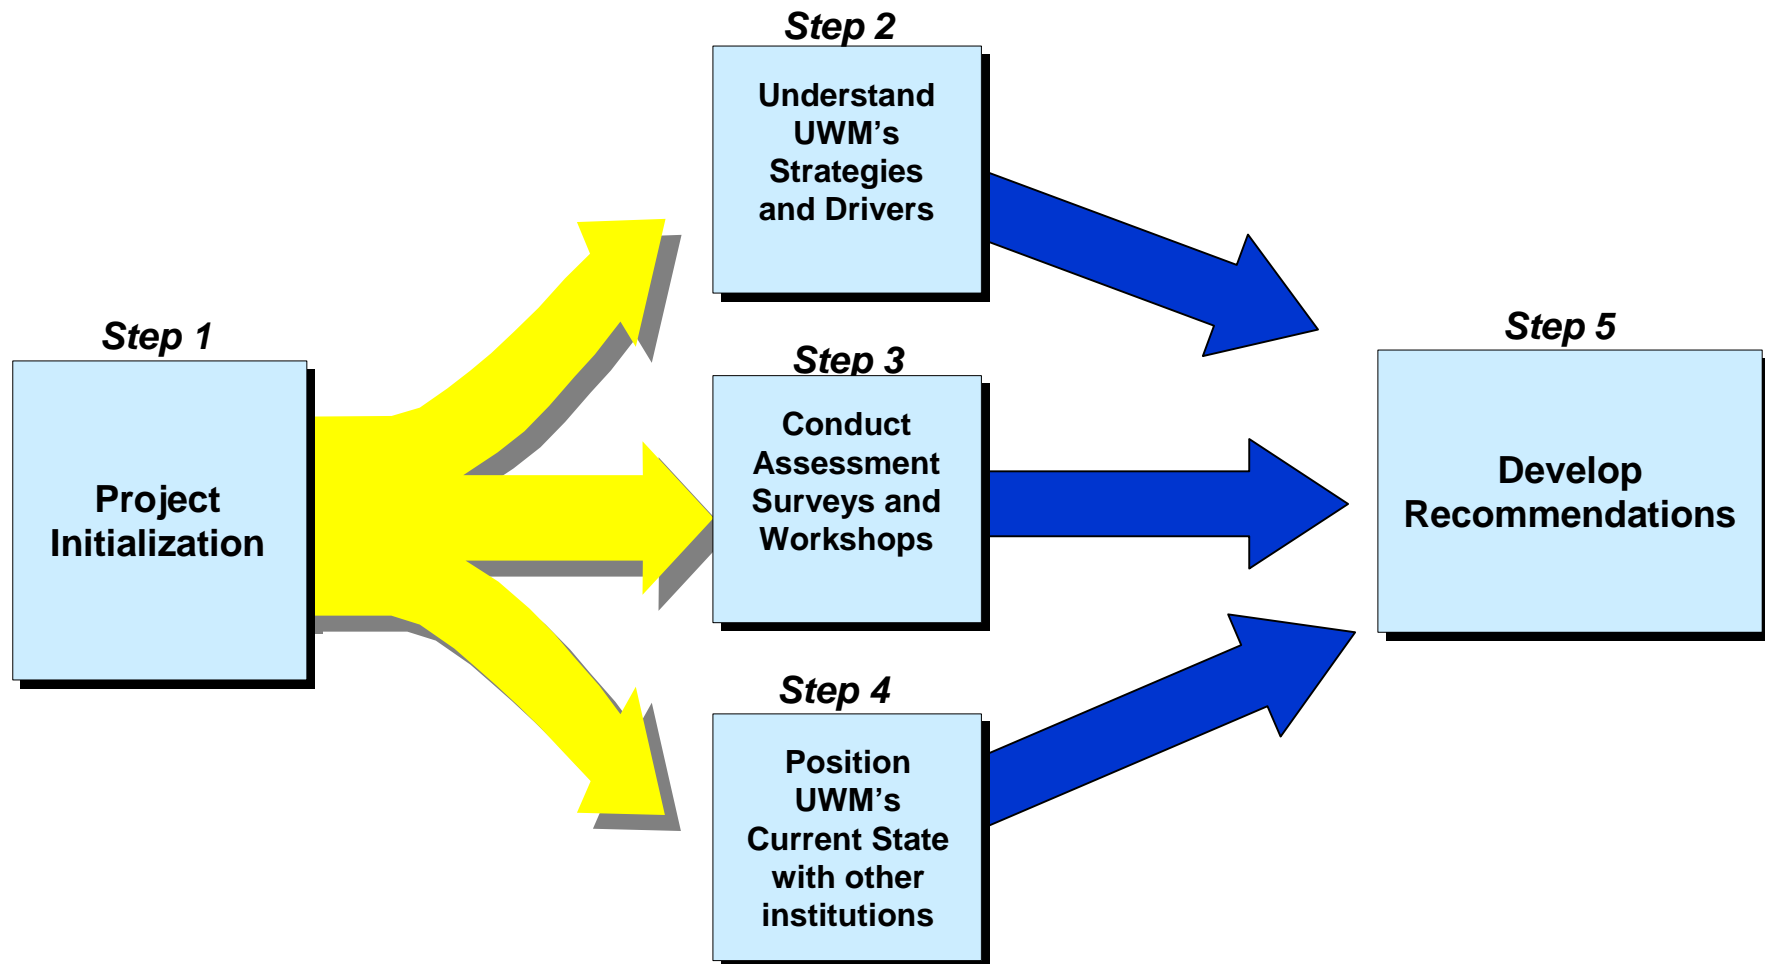 Step 1
Project
Initialization
Step 2
Understand
UWM’s
Strategies
and Drivers
Step 3
Conduct
Assessment
Surveys and
Workshops
Step 4
Position
UWM’s
Current State
with other
institutions
Step 5
Develop
Recommendations